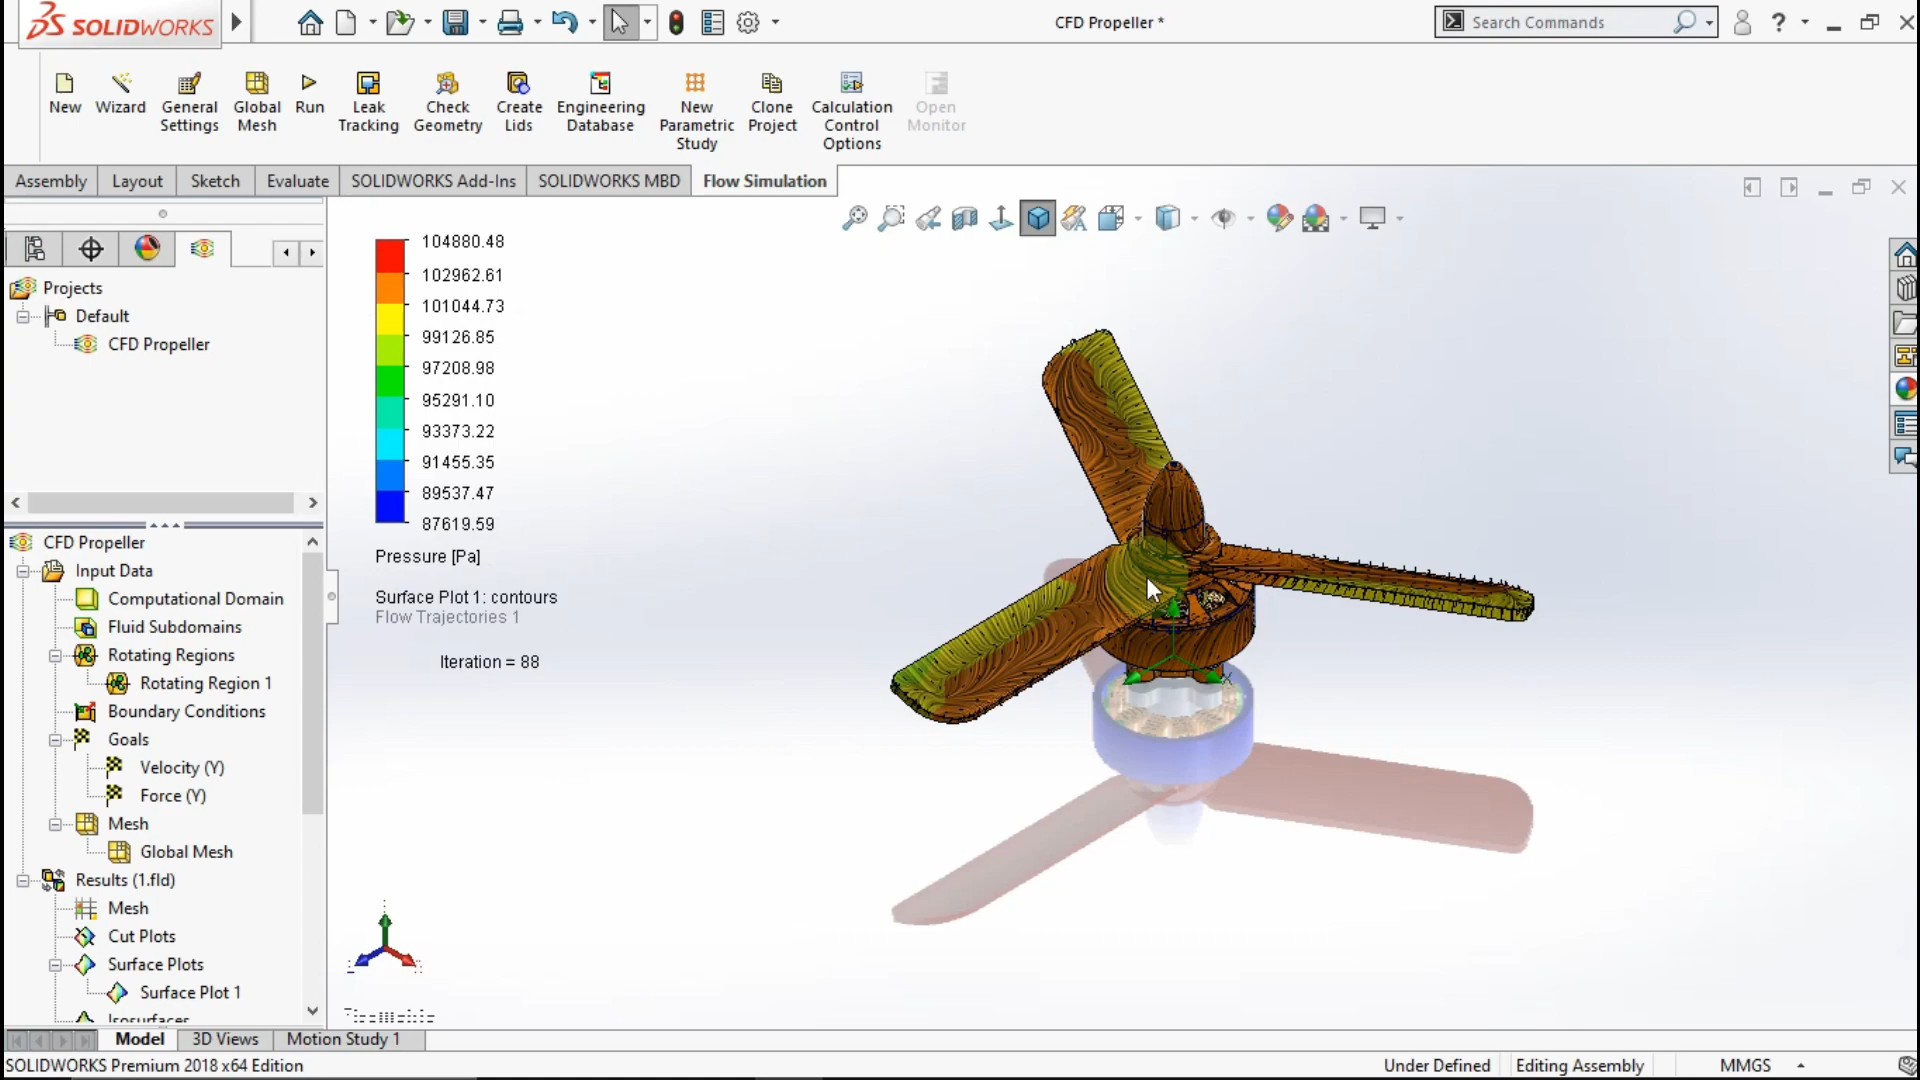 SOLIDWORKS
CFD Propeller *
Search Commands
?
New
Wizard
General Settings
Global Mesh
Run
Leak Tracking
Check Geometry
Create Lids
Engineering Database
New Parametric Study
Clone Project
Calculation Control Options
Open Monitor
Assembly
Layout
Sketch
Evaluate
SOLIDWORKS Add-Ins
SOLIDWORKS MBD
Flow Simulation
Projects
Default
CFD Propeller
CFD Propeller
Input Data
Computational Domain
Fluid Subdomains
Rotating Regions
Rotating Region 1
Boundary Conditions
Goals
Velocity (Y)
Force (Y)
Mesh
Global Mesh
Results (1.fld)
Mesh
Cut Plots
Surface Plots
Surface Plot 1
Isosurfaces
104880.48
102962.61
101044.73
99126.85
97208.98
95291.10
93373.22
91455.35
89537.47
87619.59
Pressure [Pa]
Surface Plot 1: contours
Flow Trajectories 1
Iteration = 88
X
Model
3D Views
Motion Study 1
SOLIDWORKS Premium 2018 x64 Edition
Under Defined
Editing Assembly
MMGS